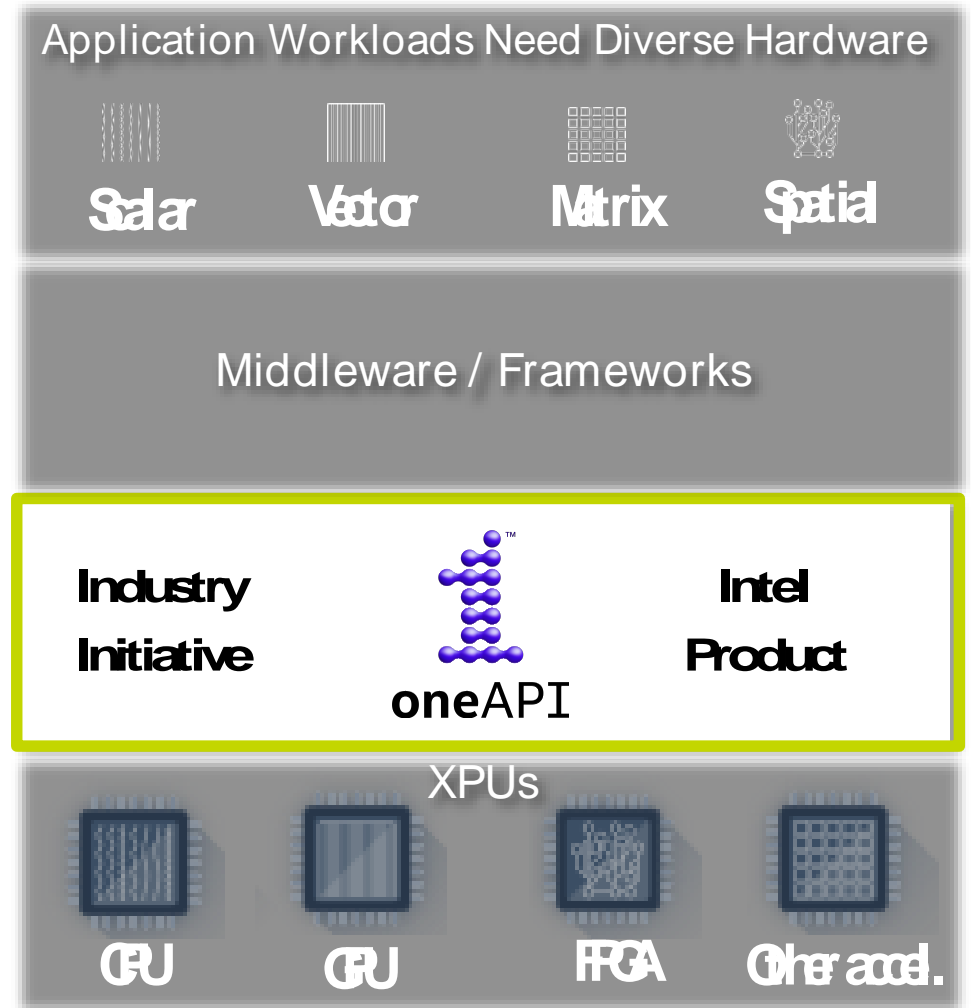 Application Workloads Need Diverse Hardware
Scalar Vector Matrix Spatial
Middleware / Frameworks
Industry Initiative
™
oneAPI
Intel Product
XPUs
CPU GPU FPGA Other accel.